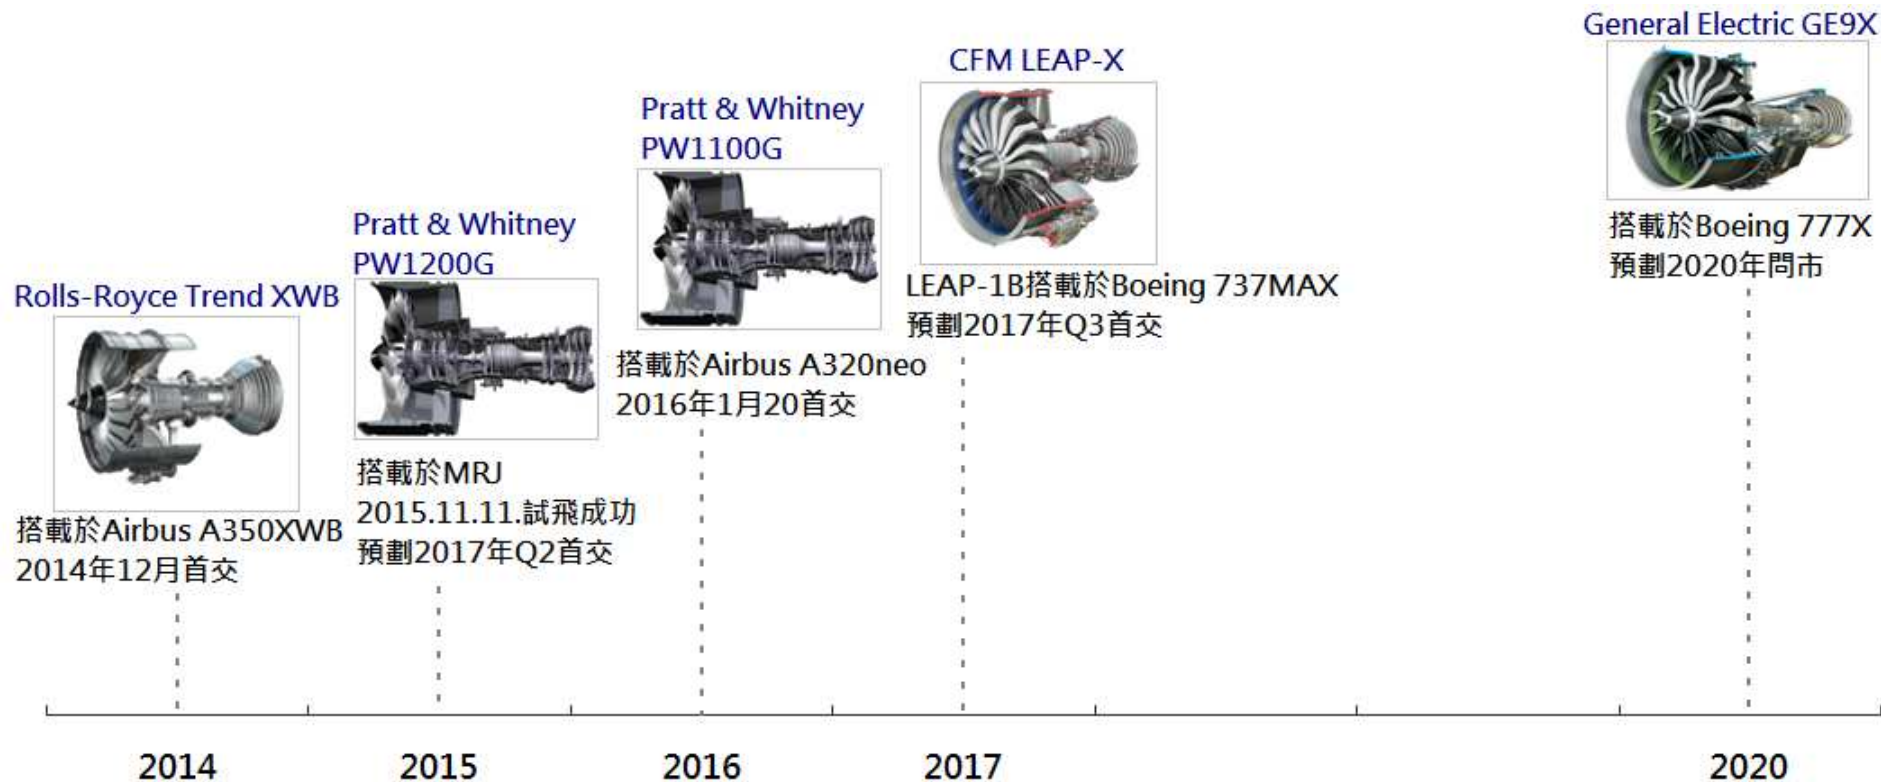 Rolls-Royce Trend XWB
搭載於Airbus A350XWB
2014年12月首交
Pratt & Whitney
PW1200G
搭載於MRJ
2015.11.11.試飛成功
預劃2017年Q2首交
Pratt & Whitney
PW1100G
搭載於Airbus A320neo
2016年1月20首交
CFM LEAP-X
LEAP-1B搭載於Boeing 737MAX
預劃2017年Q3首交
General Electric GE9X
搭載於Boeing 777X
預劃2020年問市
2014
2015
2016
2017
2020